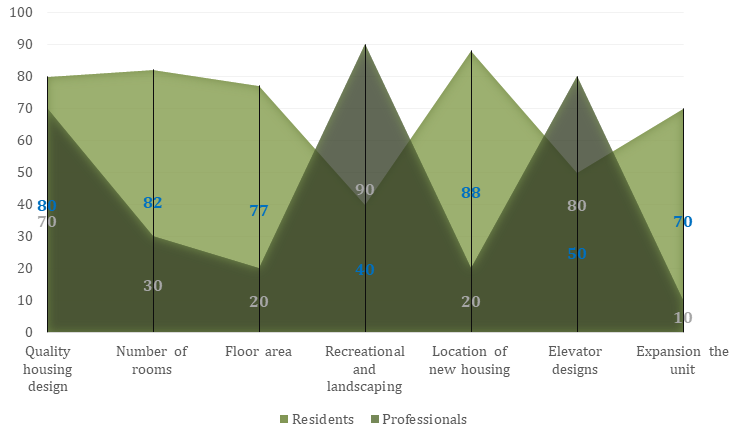 100
90
80
70
60
50
40
30
20
10
0
80 82 77 40 88 50 70
70 30 20 90 20 80 10
Quality housing design
Number of rooms
Floor area
Recreational and landscaping
Location of new housing
Elevator designs
Expansion the unit
Residents Professionals